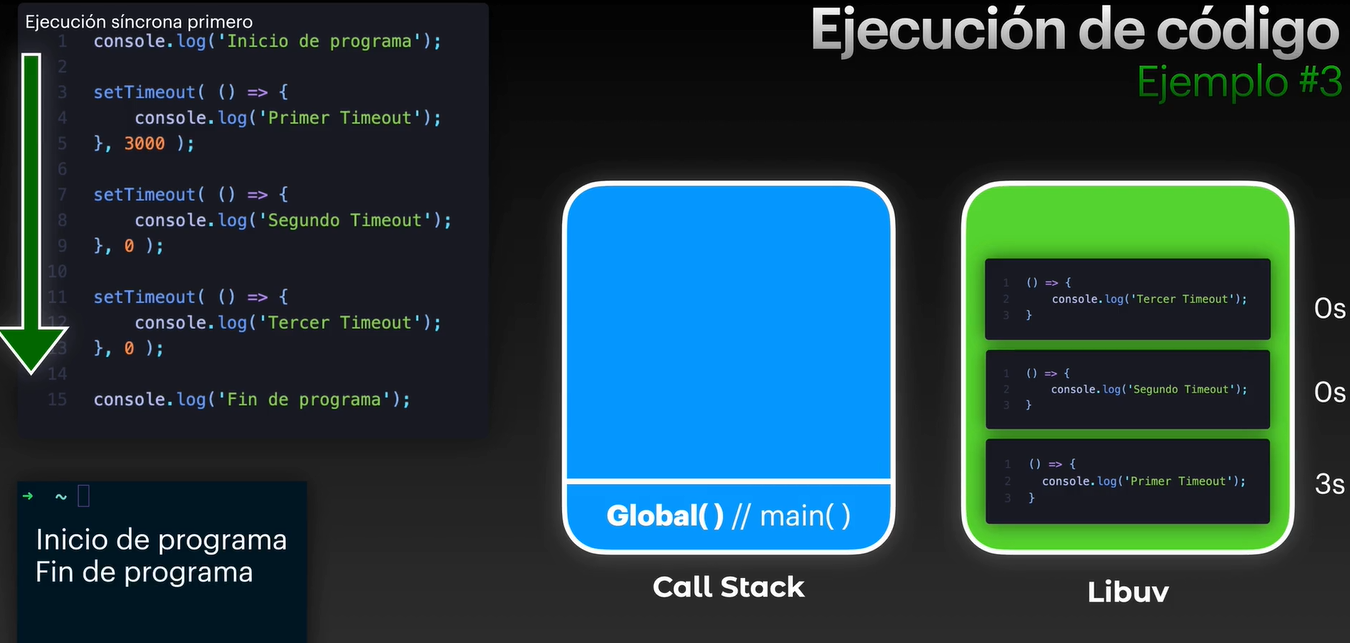 Ejecución síncrona primero
1 console.log('Inicio de programa');
2
3 setTimeout( () => {
4 console.log('Primer Timeout');
5 }, 3000 );
6
7 setTimeout( () => {
8 console.log('Segundo Timeout');
9 }, 0 );
10
11 setTimeout( () => {
12 console.log('Tercer Timeout');
13 }, 0 );
14
15 console.log('Fin de programa');
Ejecución de código
Ejemplo #3
→ ~
Inicio de programa
Fin de programa
Global() // main()
Call Stack
1 () => {
2 console.log('Tercer Timeout');
3 }
0s
1 () => {
2 console.log('Segundo Timeout');
3 }
0s
1 () => {
2 console.log('Primer Timeout');
3 }
3s
Libuv